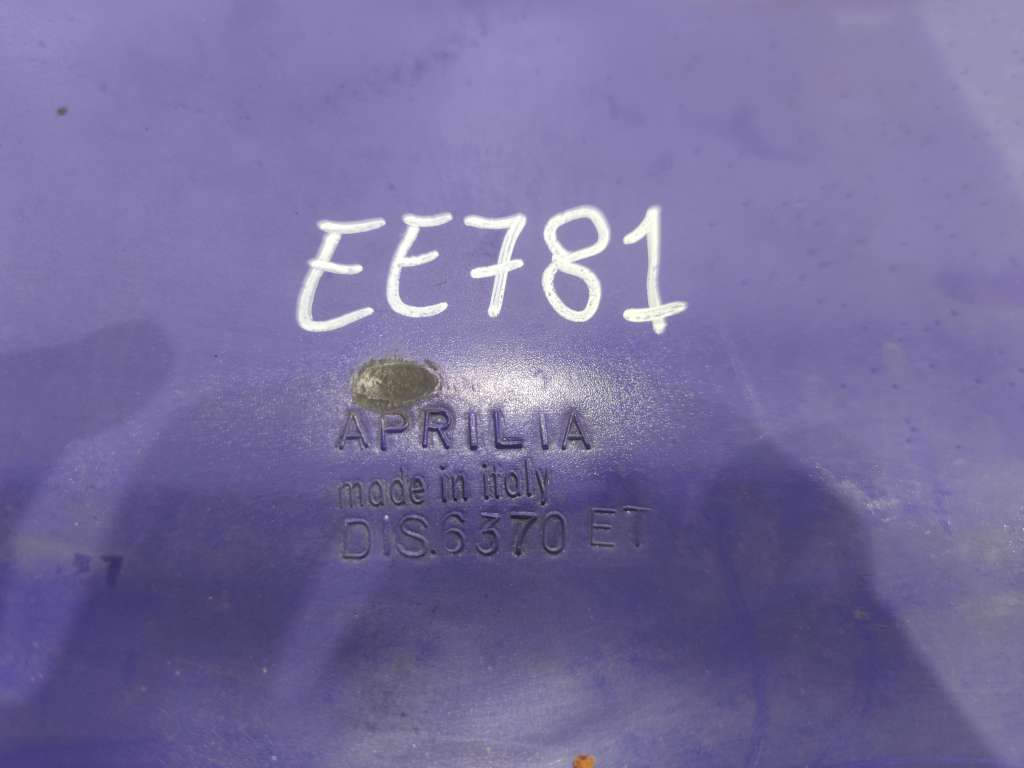 EE781
APRILIA
made in italy
DIS.6370 ET